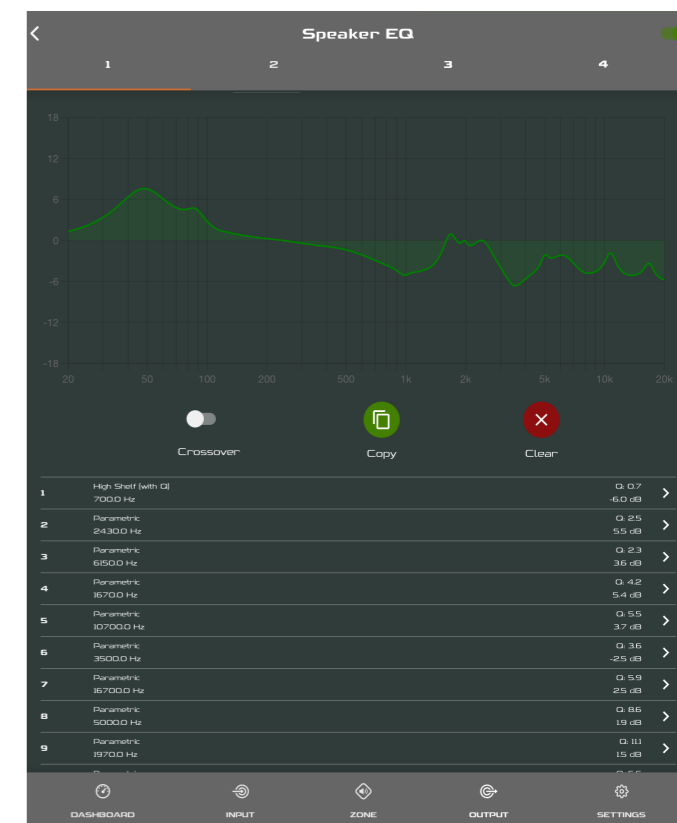 Speaker EQ
1 2 3 4
18
12
6
0
-6
-12
-18
20 50 100 200 500 1k 2k 5k 10k 20k
Crossover Copy Clear
1 High Shelf (with Q) Q: 0.7
700.0 Hz -6.0 dB
2 Parametric Q: 2.5
2430.0 Hz 5.5 dB
3 Parametric Q: 2.3
6150.0 Hz 3.6 dB
4 Parametric Q: 4.2
1670.0 Hz 5.4 dB
5 Parametric Q: 5.5
10700.0 Hz 3.7 dB
6 Parametric Q: 3.6
3500.0 Hz -2.5 dB
7 Parametric Q: 5.9
16700.0 Hz 2.5 dB
8 Parametric Q: 8.6
5000.0 Hz 1.9 dB
9 Parametric Q: 11.1
1970.0 Hz 1.5 dB
DASHBOARD INPUT ZONE OUTPUT SETTINGS